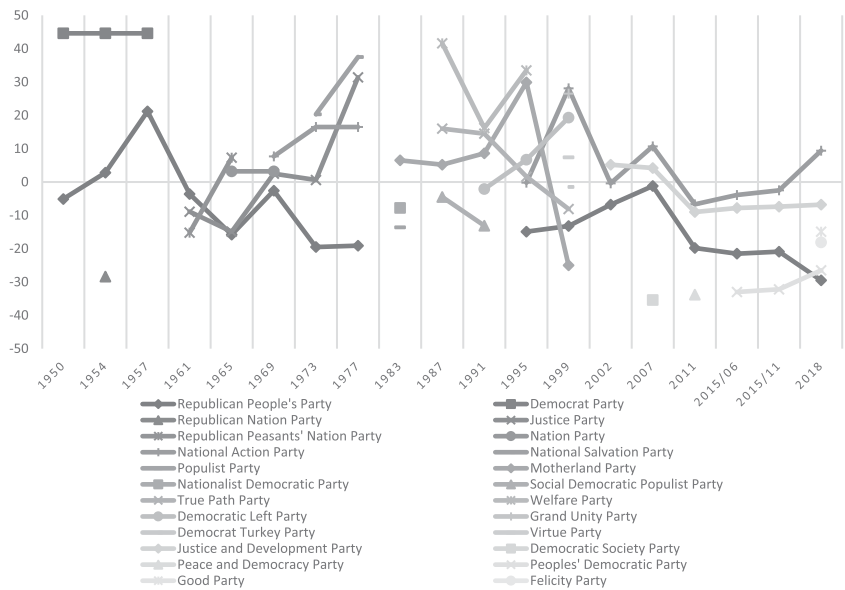 50
40
30
20
10
0
-10
-20
-30
-40
-50
1950 1954 1957 1961 1965 1969 1973 1977 1983 1987 1991 1995 1999 2002 2007 2011 2015/06 2015/11 2018
Republican People's Party Democrat Party
Republican Nation Party Justice Party
Republican Peasants' Nation Party Nation Party
National Action Party National Salvation Party
Populist Party Motherland Party
Nationalist Democratic Party Social Democratic Populist Party
True Path Party Welfare Party
Democratic Left Party Grand Unity Party
Democrat Turkey Party Virtue Party
Justice and Development Party Democratic Society Party
Peace and Democracy Party Peoples' Democratic Party
Good Party Felicity Party